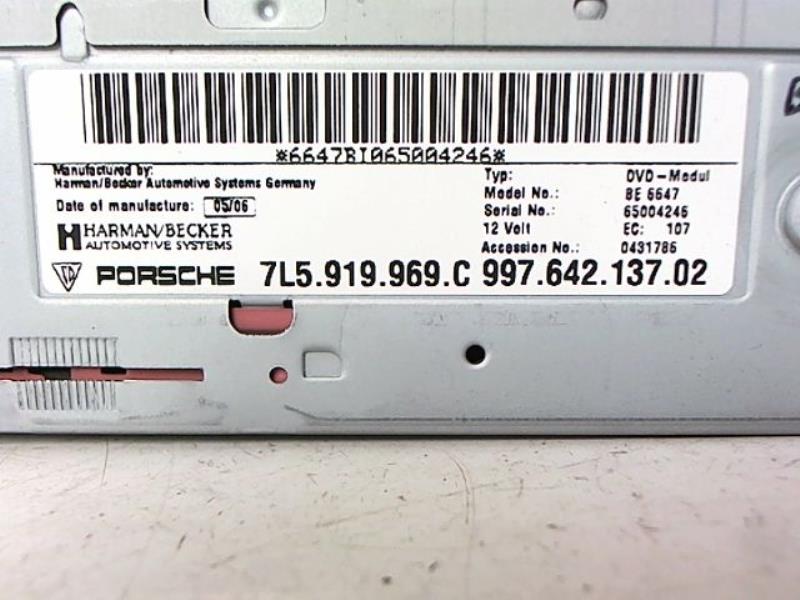 *6647BI065004246*
Manufactured by:
Harman/Becker Automotive Systems Germany
Date of manufacture: 05/06
HARMAN/BECKER
AUTOMOTIVE SYSTEMS
Typ: DVD-Modul
Model No.: BE 6647
Serial No.: 65004246
12 Volt EC: 107
Accession No.: 0431786
PORSCHE 7L5.919.969.C 997.642.137.02